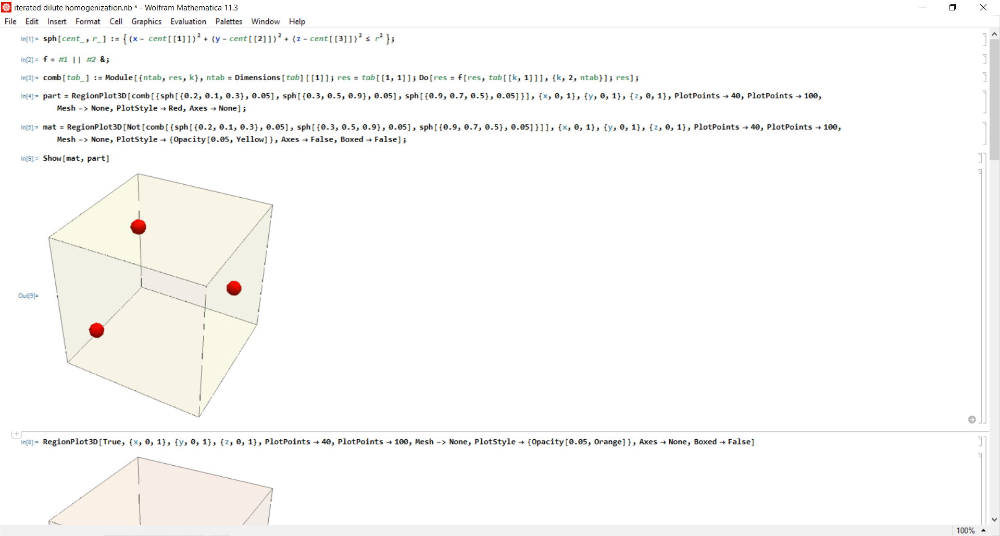 iterated dilute homogenization.nb * - Wolfram Mathematica 11.3
File Edit Insert Format Cell Graphics Evaluation Palettes Window Help
In[1]:= sph[cent_, r_] := {(x - cent[[1]])² + (y - cent[[2]])² + (z - cent[[3]])² ≤ r²};
In[2]:= f = #1 || #2 &;
In[3]:= comb[tab_] := Module[{ntab, res, k}, ntab = Dimensions[tab][[1]]; res = tab[[1, 1]]; Do[res = f[res, tab[[k, 1]]], {k, 2, ntab}]; res];
In[4]:= part = RegionPlot3D[comb[{sph[{0.2, 0.1, 0.3}, 0.05], sph[{0.3, 0.5, 0.9}, 0.05], sph[{0.9, 0.7, 0.5}, 0.05]}], {x, 0, 1}, {y, 0, 1}, {z, 0, 1}, PlotPoints → 40, PlotPoints → 100,
Mesh -> None, PlotStyle → Red, Axes → None];
In[5]:= mat = RegionPlot3D[Not[comb[{sph[{0.2, 0.1, 0.3}, 0.05], sph[{0.3, 0.5, 0.9}, 0.05], sph[{0.9, 0.7, 0.5}, 0.05]}]], {x, 0, 1}, {y, 0, 1}, {z, 0, 1}, PlotPoints → 40, PlotPoints → 100,
Mesh -> None, PlotStyle → {Opacity[0.05, Yellow]}, Axes → False, Boxed → False];
In[9]:= Show[mat, part]
Out[9]=
In[8]:= RegionPlot3D[True, {x, 0, 1}, {y, 0, 1}, {z, 0, 1}, PlotPoints → 40, PlotPoints → 100, Mesh -> None, PlotStyle → {Opacity[0.05, Orange]}, Axes → None, Boxed → False]
100%